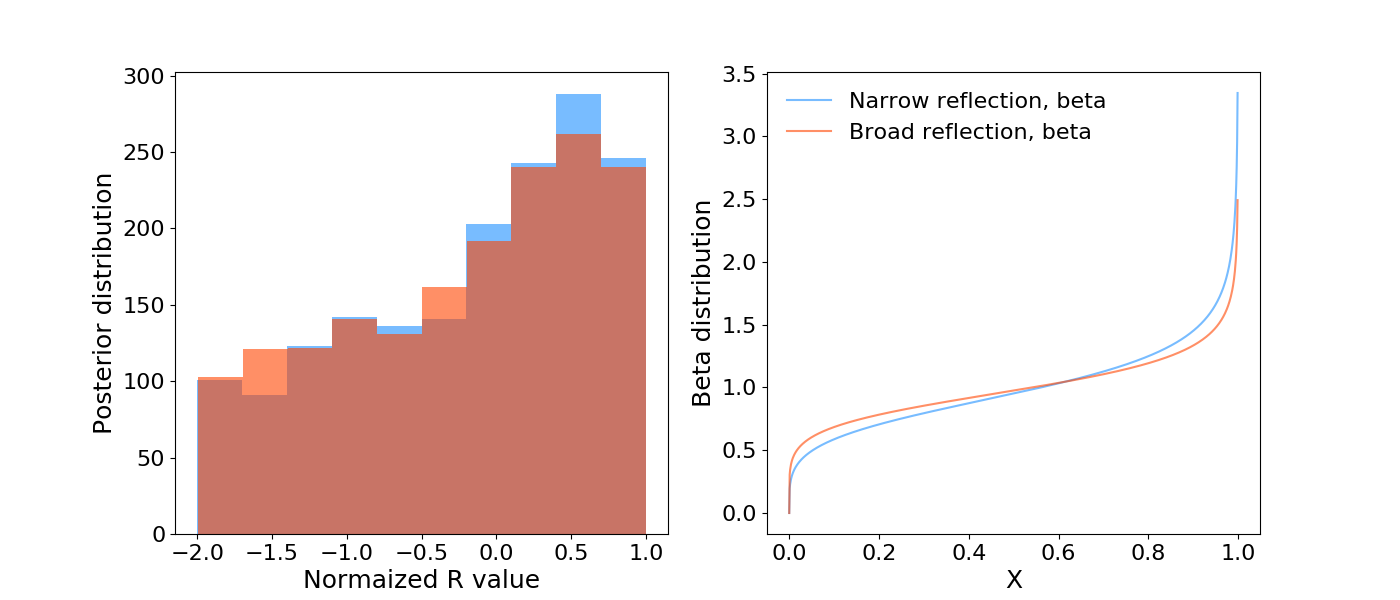 300
250
200
150
100
50
0
−2.0 −1.5 −1.0 −0.5 0.0 0.5 1.0
Normaized R value
Posterior distribution
3.5
3.0
2.5
2.0
1.5
1.0
0.5
0.0
0.0 0.2 0.4 0.6 0.8 1.0
X
Beta distribution
Narrow reflection, beta
Broad reflection, beta